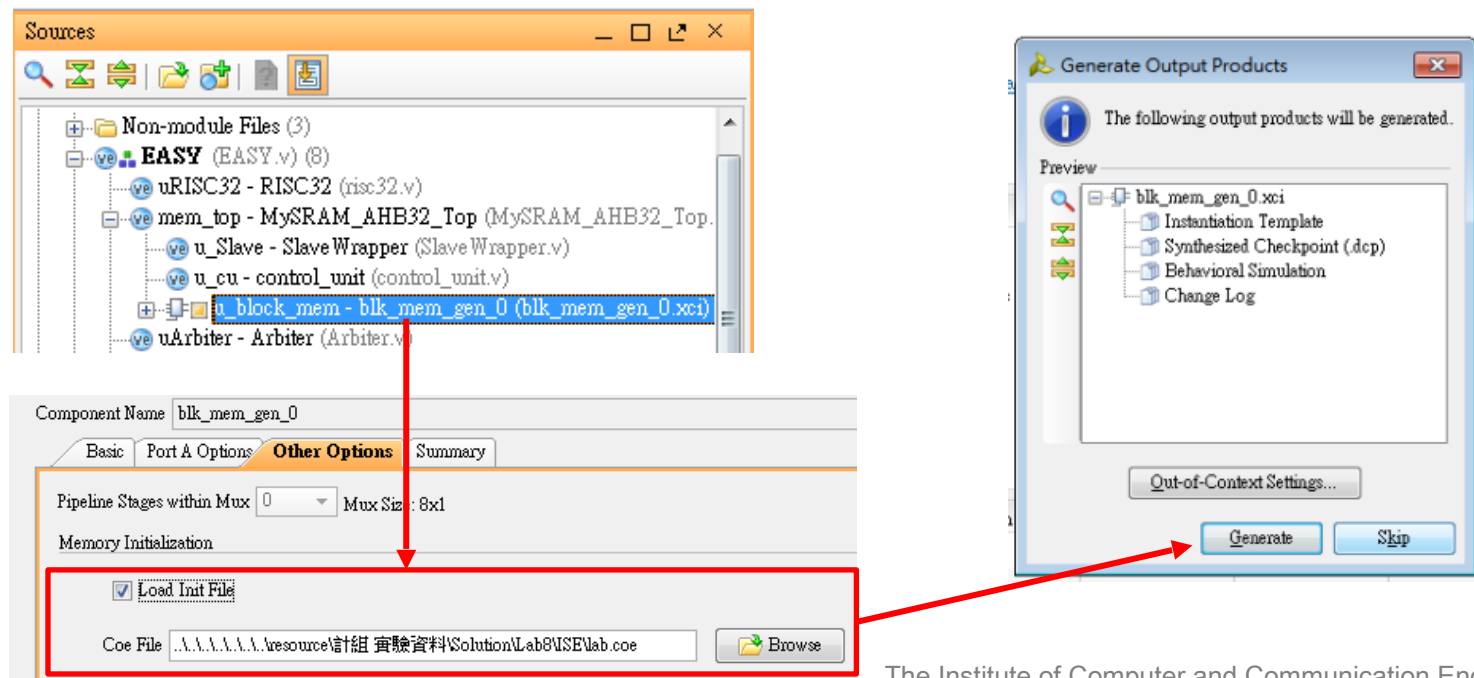 Sources
Non-module Files (3)
EASY (EASY.v) (8)
uRISC32 - RISC32 (risc32.v)
mem_top - MySRAM_AHB32_Top (MySRAM_AHB32_Top.
u_Slave - SlaveWrapper (SlaveWrapper.v)
u_cu - control_unit (control_unit.v)
u_block_mem - blk_mem_gen_0 (blk_mem_gen_0.xci)
uArbiter - Arbiter (Arbiter.v)
Component Name blk_mem_gen_0
Basic Port A Options Other Options Summary
Pipeline Stages within Mux 0 Mux Size: 8x1
Memory Initialization
Load Init File
Coe File ..\..\..\..\..\..\..\resource\計組 實驗資料\Solution\Lab8\ISE\lab.coe Browse
Generate Output Products
The following output products will be generated.
Preview
blk_mem_gen_0.xci
Instantiation Template
Synthesized Checkpoint (.dcp)
Behavioral Simulation
Change Log
Out-of-Context Settings...
Generate Skip
The Institute of Computer and Communication Eng